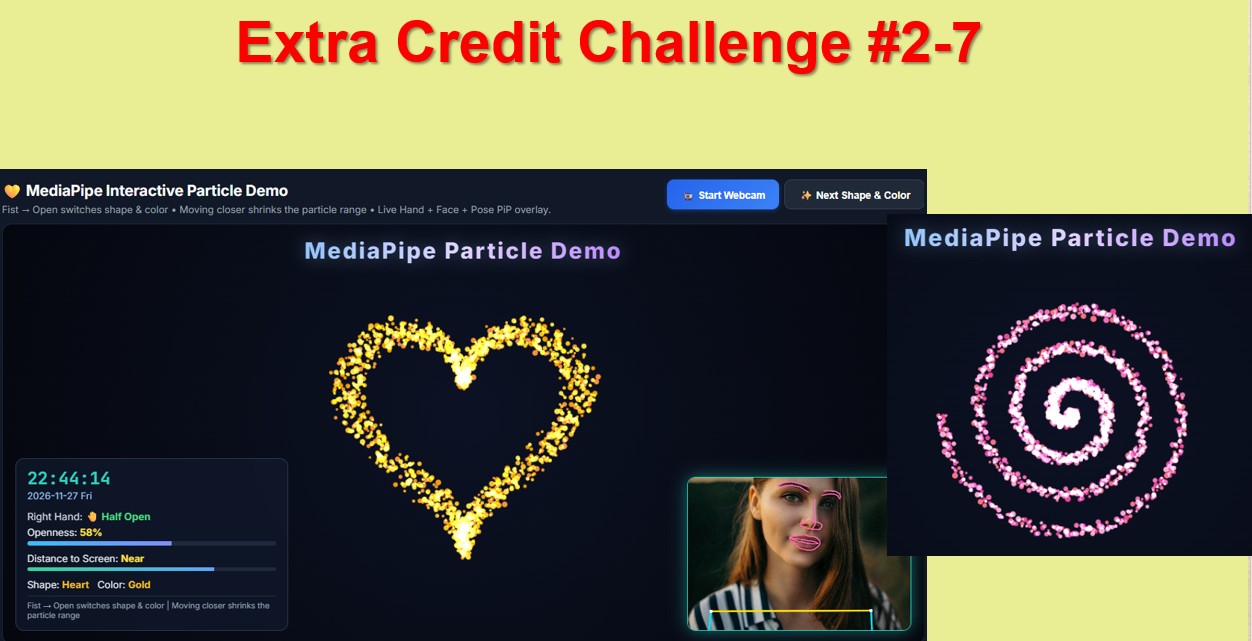 Extra Credit Challenge #2-7
MediaPipe Interactive Particle Demo
Start Webcam
Next Shape & Color
Fist → Open switches shape & color • Moving closer shrinks the particle range • Live Hand + Face + Pose PiP overlay.
MediaPipe Particle Demo
MediaPipe Particle Demo
22:44:14
2026-11-27 Fri
Right Hand: Half Open
Openness: 58%
Distance to Screen: Near
Shape: Heart Color: Gold
Fist → Open switches shape & color | Moving closer shrinks the
particle range